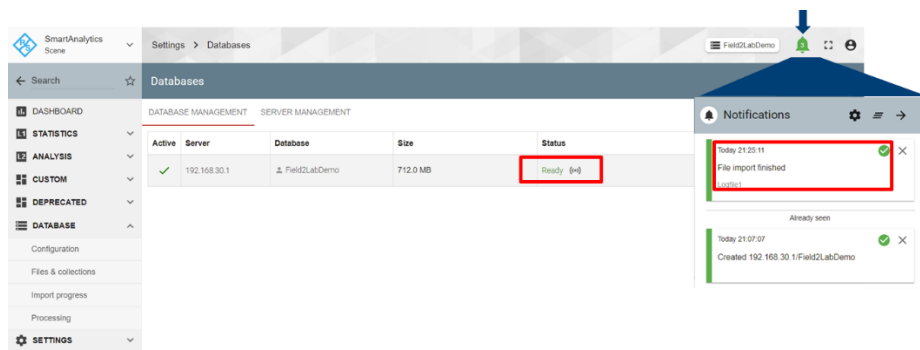 SmartAnalytics
Scene
Settings > Databases
Field2LabDemo
Search
Databases
DASHBOARD
STATISTICS
ANALYSIS
CUSTOM
DEPRECATED
DATABASE
Configuration
Files & collections
Import progress
Processing
SETTINGS
DATABASE MANAGEMENT SERVER MANAGEMENT
Active Server Database Size Status
192.168.30.1 Field2LabDemo 712.0 MB Ready
Notifications
Today 21:25:11
File import finished
Logfile1
Already seen
Today 21:07:07
Created 192.168.30.1/Field2LabDemo